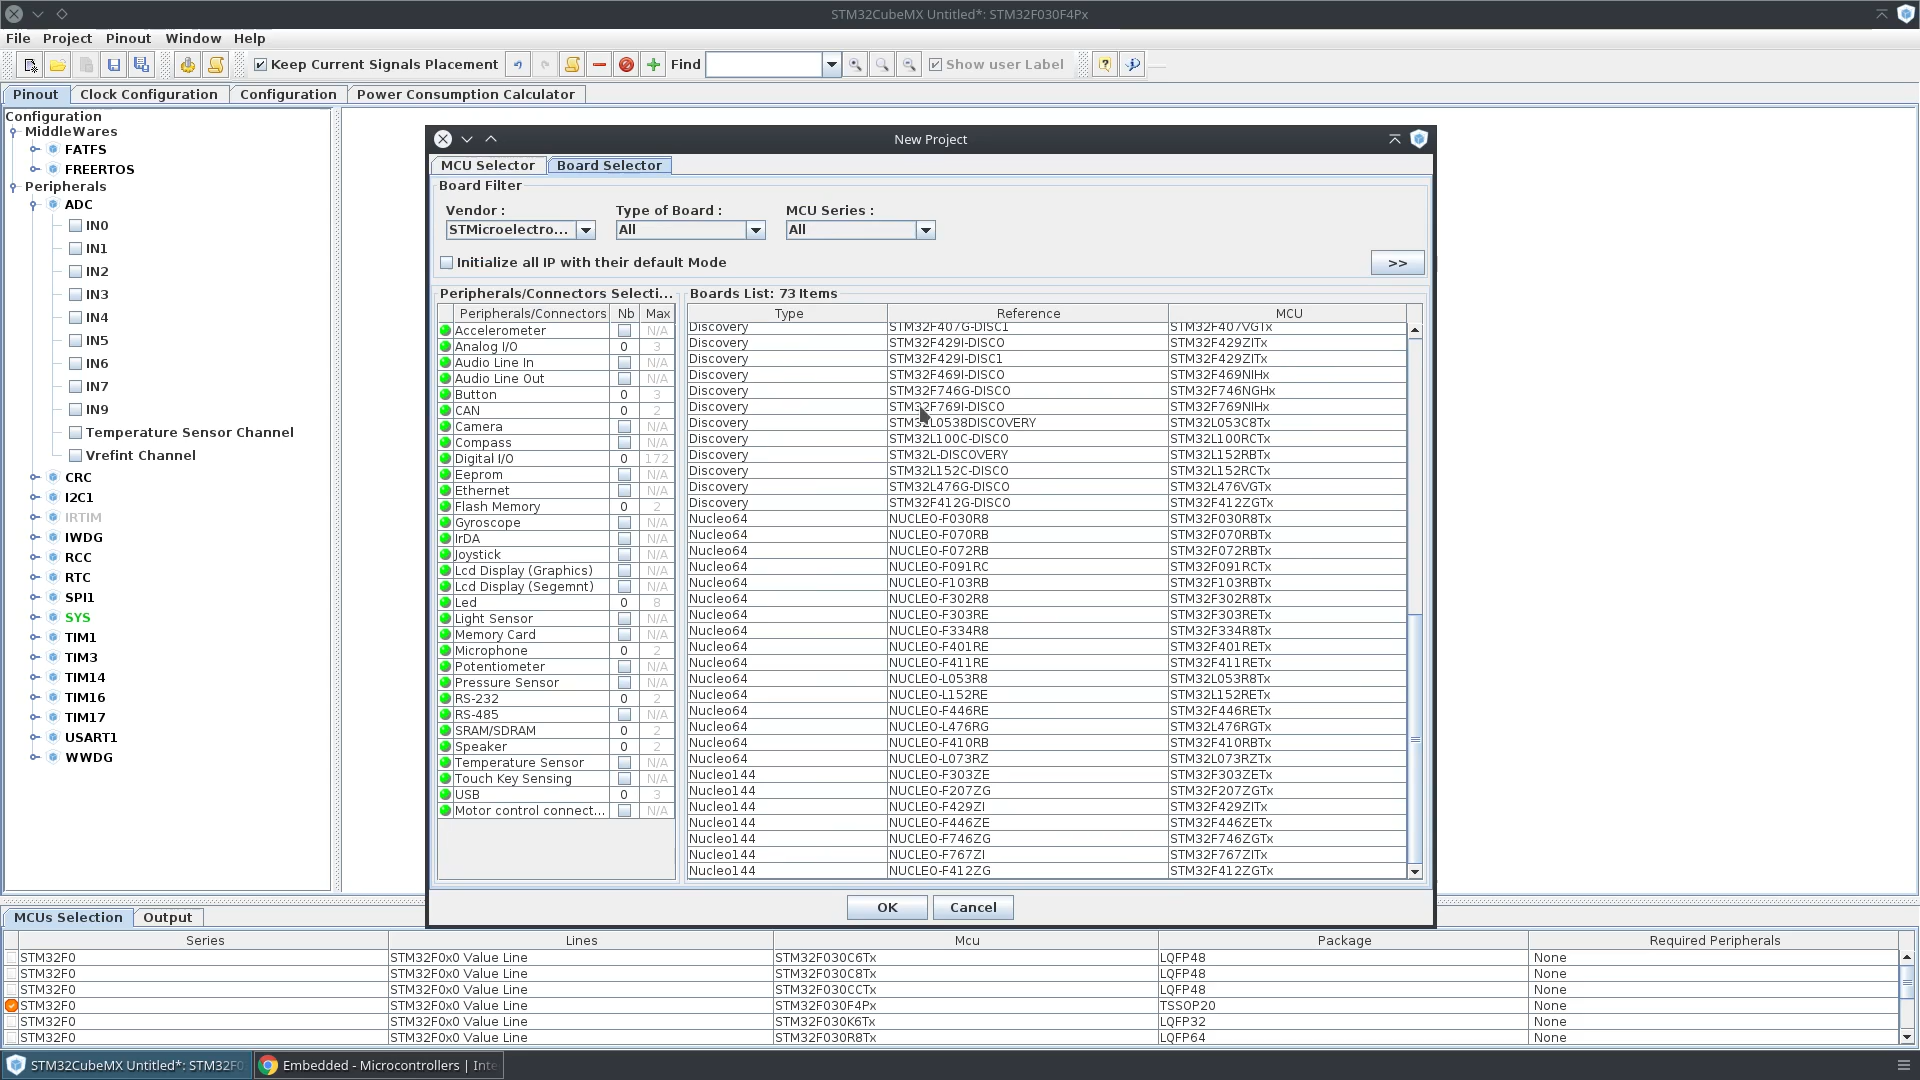 STM32CubeMX Untitled*: STM32F030F4Px
File Project Pinout Window Help
Keep Current Signals Placement Find Show user Label
Pinout Clock Configuration Configuration Power Consumption Calculator
Configuration
MiddleWares
FATFS
FREERTOS
Peripherals
ADC
IN0
IN1
IN2
IN3
IN4
IN5
IN6
IN7
IN9
Temperature Sensor Channel
Vrefint Channel
CRC
I2C1
IRTIM
IWDG
RCC
RTC
SPI1
SYS
TIM1
TIM3
TIM14
TIM16
TIM17
USART1
WWDG
New Project
MCU Selector Board Selector
Board Filter
Vendor : Type of Board : MCU Series :
STMicroelectro... All All
Initialize all IP with their default Mode >>
Peripherals/Connectors Selecti...
Peripherals/Connectors Nb Max
Accelerometer N/A
Analog I/O 0 3
Audio Line In N/A
Audio Line Out N/A
Button 0 3
CAN 0 2
Camera N/A
Compass N/A
Digital I/O 0 172
Eeprom N/A
Ethernet N/A
Flash Memory 0 2
Gyroscope N/A
IrDA N/A
Joystick N/A
Lcd Display (Graphics) N/A
Lcd Display (Segemnt) N/A
Led 0 8
Light Sensor N/A
Memory Card N/A
Microphone 0 2
Potentiometer N/A
Pressure Sensor N/A
RS-232 0 2
RS-485 N/A
SRAM/SDRAM 0 2
Speaker 0 2
Temperature Sensor N/A
Touch Key Sensing N/A
USB 0 3
Motor control connect... N/A
Boards List: 73 Items
Type Reference MCU
Discovery STM32F407G-DISC1 STM32F407VGTx
Discovery STM32F429I-DISCO STM32F429ZITx
Discovery STM32F429I-DISC1 STM32F429ZITx
Discovery STM32F469I-DISCO STM32F469NIHx
Discovery STM32F746G-DISCO STM32F746NGHx
Discovery STM32F769I-DISCO STM32F769NIHx
Discovery STM32L0538DISCOVERY STM32L053C8Tx
Discovery STM32L100C-DISCO STM32L100RCTx
Discovery STM32L-DISCOVERY STM32L152RBTx
Discovery STM32L152C-DISCO STM32L152RCTx
Discovery STM32L476G-DISCO STM32L476VGTx
Discovery STM32F412G-DISCO STM32F412ZGTx
Nucleo64 NUCLEO-F030R8 STM32F030R8Tx
Nucleo64 NUCLEO-F070RB STM32F070RBTx
Nucleo64 NUCLEO-F072RB STM32F072RBTx
Nucleo64 NUCLEO-F091RC STM32F091RCTx
Nucleo64 NUCLEO-F103RB STM32F103RBTx
Nucleo64 NUCLEO-F302R8 STM32F302R8Tx
Nucleo64 NUCLEO-F303RE STM32F303RETx
Nucleo64 NUCLEO-F334R8 STM32F334R8Tx
Nucleo64 NUCLEO-F401RE STM32F401RETx
Nucleo64 NUCLEO-F411RE STM32F411RETx
Nucleo64 NUCLEO-L053R8 STM32L053R8Tx
Nucleo64 NUCLEO-L152RE STM32L152RETx
Nucleo64 NUCLEO-F446RE STM32F446RETx
Nucleo64 NUCLEO-L476RG STM32L476RGTx
Nucleo64 NUCLEO-F410RB STM32F410RBTx
Nucleo64 NUCLEO-L073RZ STM32L073RZTx
Nucleo144 NUCLEO-F303ZE STM32F303ZETx
Nucleo144 NUCLEO-F207ZG STM32F207ZGTx
Nucleo144 NUCLEO-F429ZI STM32F429ZITx
Nucleo144 NUCLEO-F446ZE STM32F446ZETx
Nucleo144 NUCLEO-F746ZG STM32F746ZGTx
Nucleo144 NUCLEO-F767ZI STM32F767ZITx
Nucleo144 NUCLEO-F412ZG STM32F412ZGTx
OK Cancel
MCUs Selection Output
Series Lines Mcu Package Required Peripherals
STM32F0 STM32F0x0 Value Line STM32F030C6Tx LQFP48 None
STM32F0 STM32F0x0 Value Line STM32F030C8Tx LQFP48 None
STM32F0 STM32F0x0 Value Line STM32F030CCTx LQFP48 None
STM32F0 STM32F0x0 Value Line STM32F030F4Px TSSOP20 None
STM32F0 STM32F0x0 Value Line STM32F030K6Tx LQFP32 None
STM32F0 STM32F0x0 Value Line STM32F030R8Tx LQFP64 None
STM32CubeMX Untitled*: STM32F0 Embedded - Microcontrollers | Inte